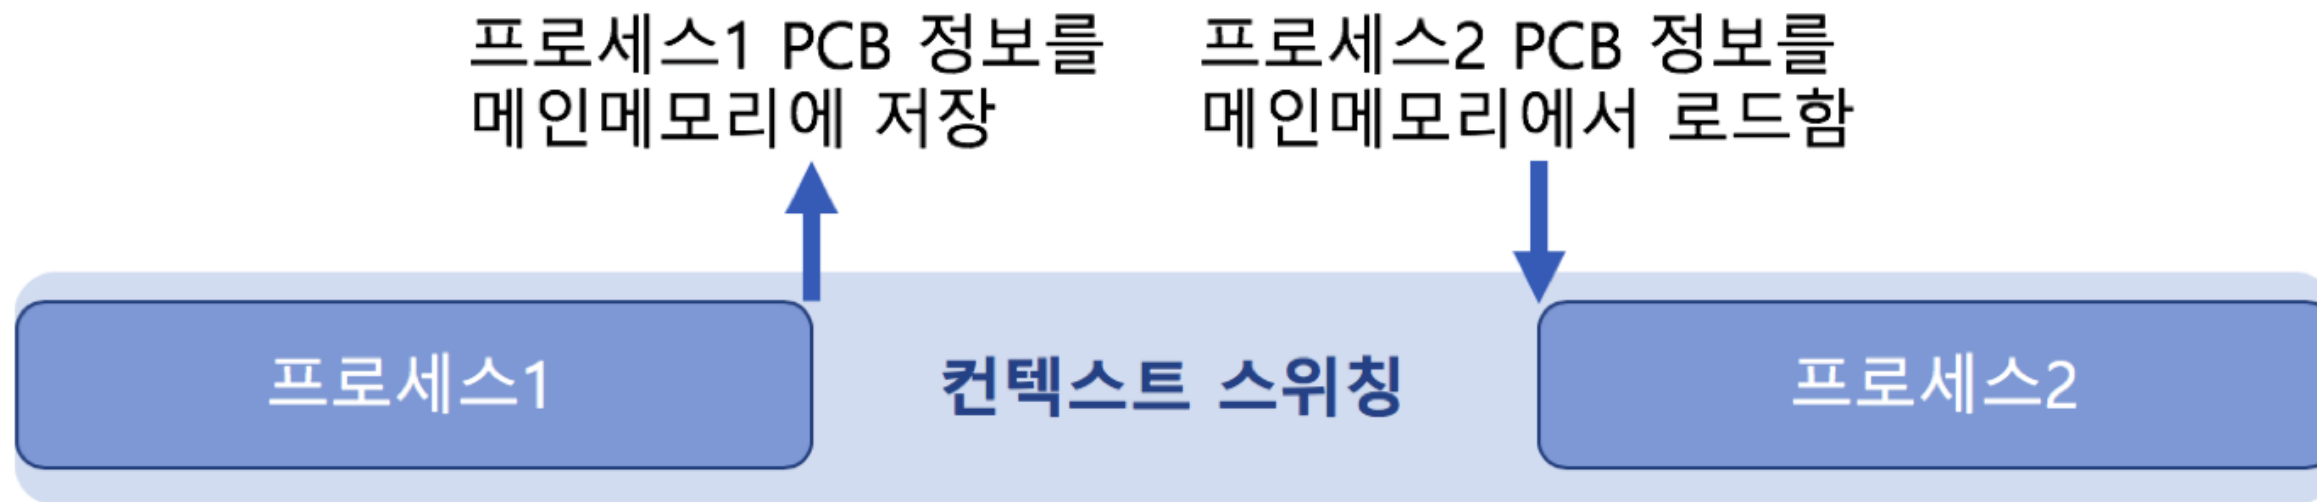 프로세스1 PCB 정보를
메인메모리에 저장
프로세스2 PCB 정보를
메인메모리에서 로드함
프로세스1
컨텍스트 스위칭
프로세스2